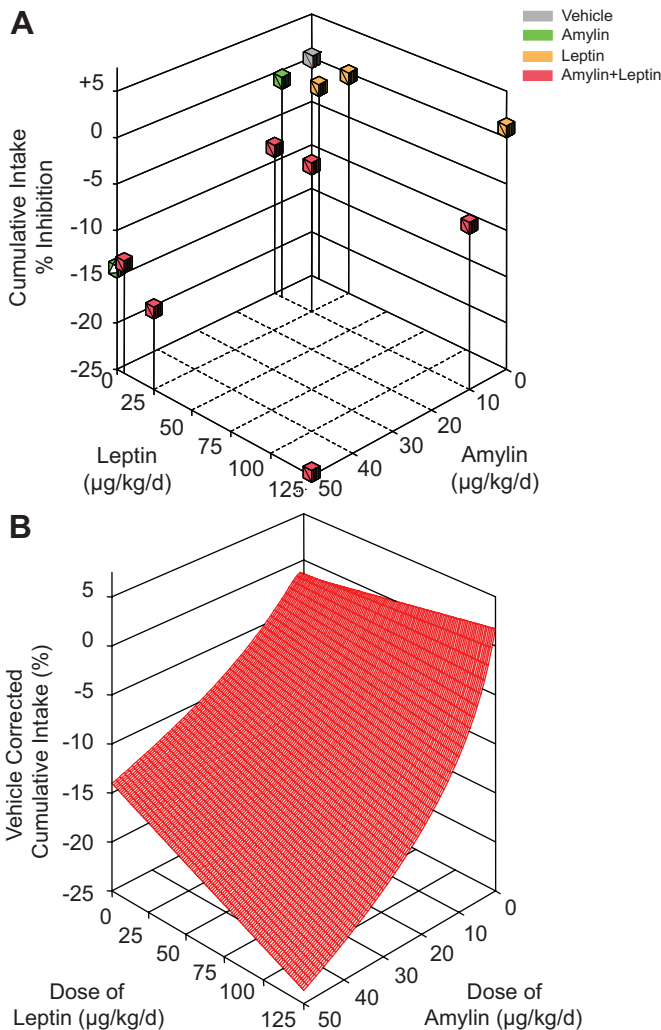 A
Vehicle
Amylin
Leptin
Amylin+Leptin
Cumulative Intake
% Inhibition
+5
0
-5
-10
-15
-20
-25
0
25
50
75
100
125
50
40
30
20
10
0
Leptin
(µg/kg/d)
Amylin
(µg/kg/d)
B
Vehicle Corrected
Cumulative Intake (%)
5
0
-5
-10
-15
-20
-25
0
25
50
75
100
125
50
40
30
20
10
0
Dose of
Leptin (µg/kg/d)
Dose of
Amylin (µg/kg/d)